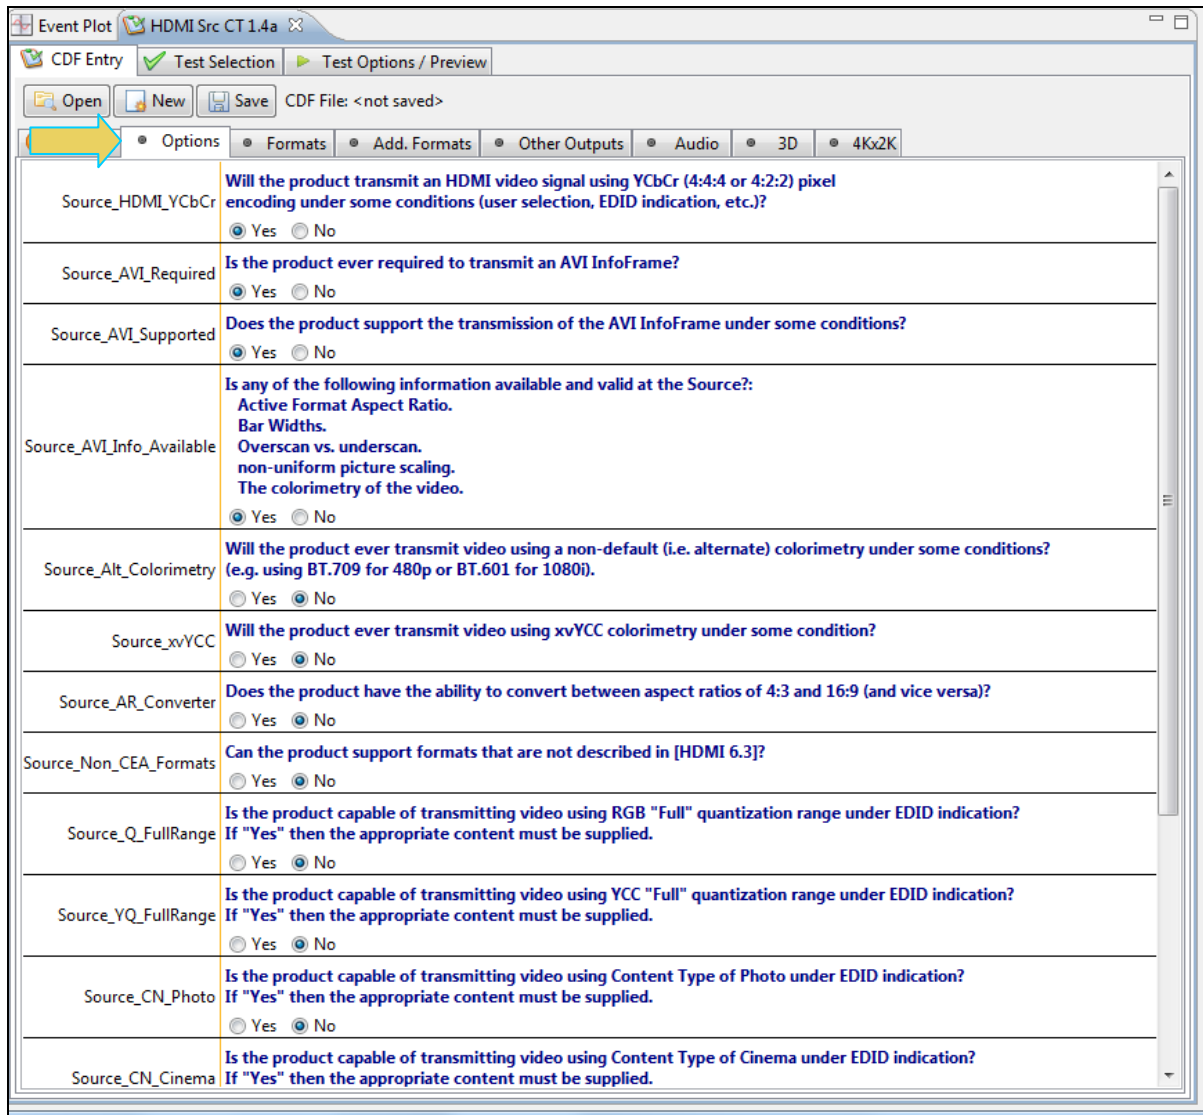 Event Plot HDMI Src CT 1.4a
CDF Entry Test Selection Test Options / Preview
Open New Save CDF File: <not saved>
Options Formats Add. Formats Other Outputs Audio 3D 4Kx2K
Will the product transmit an HDMI video signal using YCbCr (4:4:4 or 4:2:2) pixel
Source_HDMI_YCbCr encoding under some conditions (user selection, EDID indication, etc.)?
Yes No
Is the product ever required to transmit an AVI InfoFrame?
Source_AVI_Required
Yes No
Does the product support the transmission of the AVI InfoFrame under some conditions?
Source_AVI_Supported
Yes No
Is any of the following information available and valid at the Source?:
Active Format Aspect Ratio.
Bar Widths.
Source_AVI_Info_Available Overscan vs. underscan.
non-uniform picture scaling.
The colorimetry of the video.
Yes No
Will the product ever transmit video using a non-default (i.e. alternate) colorimetry under some conditions?
Source_Alt_Colorimetry (e.g. using BT.709 for 480p or BT.601 for 1080i).
Yes No
Will the product ever transmit video using xvYCC colorimetry under some condition?
Source_xvYCC
Yes No
Does the product have the ability to convert between aspect ratios of 4:3 and 16:9 (and vice versa)?
Source_AR_Converter
Yes No
Can the product support formats that are not described in [HDMI 6.3]?
Source_Non_CEA_Formats
Yes No
Is the product capable of transmitting video using RGB "Full" quantization range under EDID indication?
Source_Q_FullRange If "Yes" then the appropriate content must be supplied.
Yes No
Is the product capable of transmitting video using YCC "Full" quantization range under EDID indication?
Source_YQ_FullRange If "Yes" then the appropriate content must be supplied.
Yes No
Is the product capable of transmitting video using Content Type of Photo under EDID indication?
Source_CN_Photo If "Yes" then the appropriate content must be supplied.
Yes No
Is the product capable of transmitting video using Content Type of Cinema under EDID indication?
Source_CN_Cinema If "Yes" then the appropriate content must be supplied.